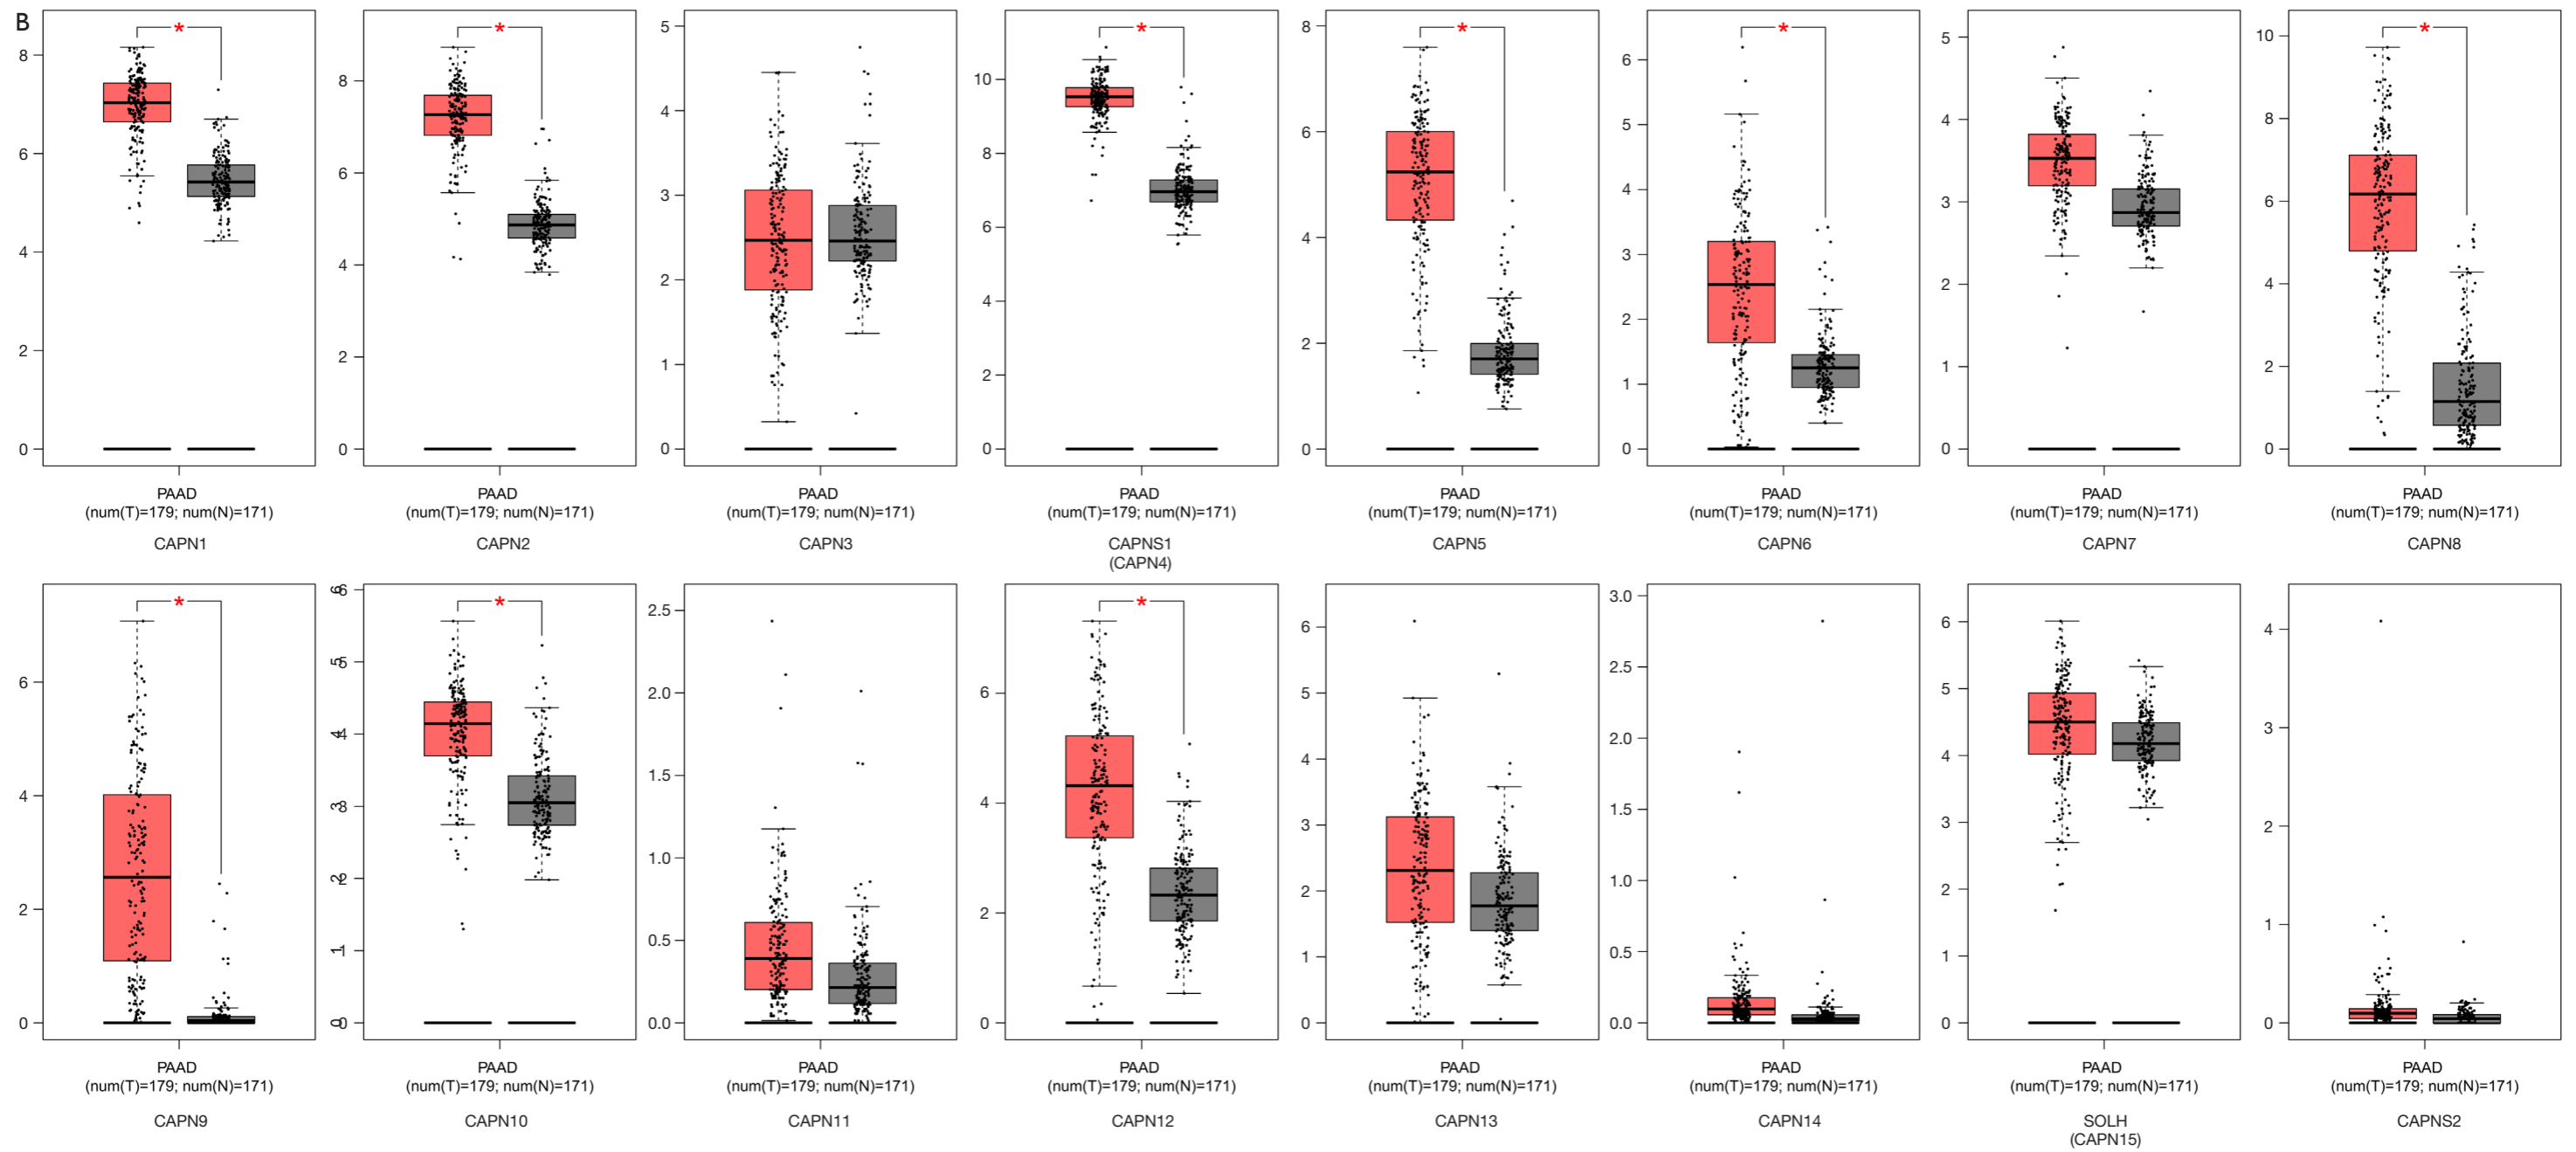 B
8
6
4
2
0
*
PAAD
(num(T)=179; num(N)=171)
CAPN1
8
6
4
2
0
*
PAAD
(num(T)=179; num(N)=171)
CAPN2
5
4
3
2
1
0
PAAD
(num(T)=179; num(N)=171)
CAPN3
10
8
6
4
2
0
*
PAAD
(num(T)=179; num(N)=171)
CAPNS1
(CAPN4)
8
6
4
2
0
*
PAAD
(num(T)=179; num(N)=171)
CAPN5
6
5
4
3
2
1
0
*
PAAD
(num(T)=179; num(N)=171)
CAPN6
5
4
3
2
1
0
PAAD
(num(T)=179; num(N)=171)
CAPN7
10
8
6
4
2
0
*
PAAD
(num(T)=179; num(N)=171)
CAPN8
6
4
2
0
*
PAAD
(num(T)=179; num(N)=171)
CAPN9
6
5
4
3
2
1
0
*
PAAD
(num(T)=179; num(N)=171)
CAPN10
2.5
2.0
1.5
1.0
0.5
0.0
PAAD
(num(T)=179; num(N)=171)
CAPN11
6
4
2
0
*
PAAD
(num(T)=179; num(N)=171)
CAPN12
6
5
4
3
2
1
0
PAAD
(num(T)=179; num(N)=171)
CAPN13
3.0
2.5
2.0
1.5
1.0
0.5
0.0
PAAD
(num(T)=179; num(N)=171)
CAPN14
6
5
4
3
2
1
0
PAAD
(num(T)=179; num(N)=171)
SOLH
(CAPN15)
4
3
2
1
0
PAAD
(num(T)=179; num(N)=171)
CAPNS2